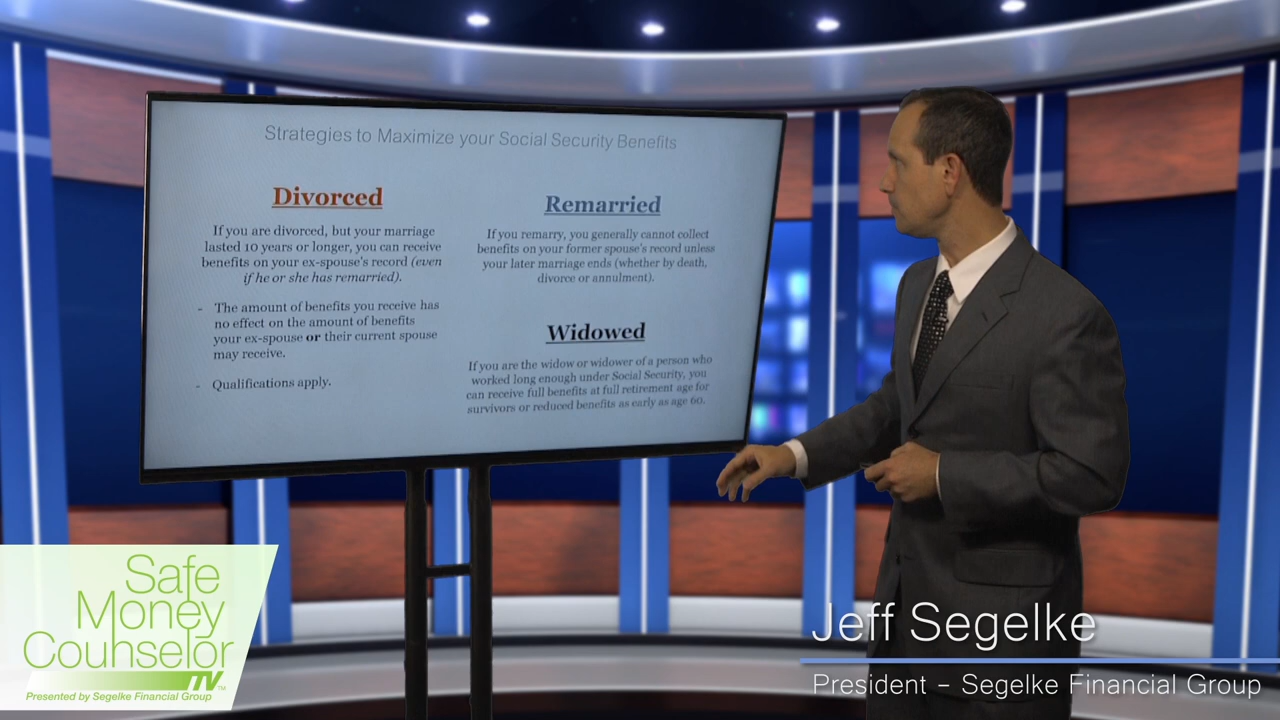 Strategies to Maximize your Social Security Benefits
Divorced
If you are divorced, but your marriage
lasted 10 years or longer, you can receive
benefits on your ex-spouse's record (even
if he or she has remarried).
- The amount of benefits you receive has
no effect on the amount of benefits
your ex-spouse or their current spouse
may receive.
- Qualifications apply.
Remarried
If you remarry, you generally cannot collect
benefits on your former spouse's record unless
your later marriage ends (whether by death,
divorce or annulment).
Widowed
If you are the widow or widower of a person who
worked long enough under Social Security, you
can receive full benefits at full retirement age for
survivors or reduced benefits as early as age 60.
Safe
Money
Counselor
TV™
Presented by Segelke Financial Group
Jeff Segelke
President – Segelke Financial Group